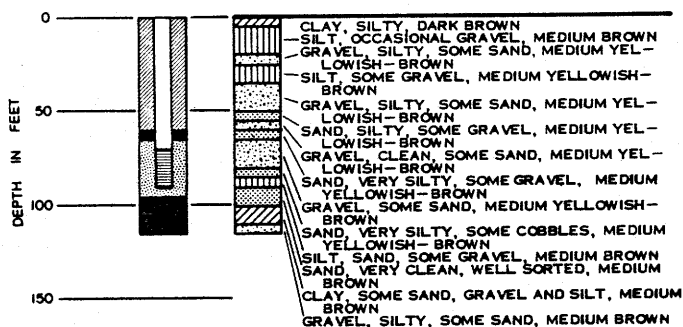 0
CLAY, SILTY, DARK BROWN
SILT, OCCASIONAL GRAVEL, MEDIUM BROWN
GRAVEL, SILTY, SOME SAND, MEDIUM YEL-
LOWISH-BROWN
SILT, SOME GRAVEL, MEDIUM YELLOWISH-
BROWN
GRAVEL, SILTY, SOME SAND, MEDIUM YEL-
LOWISH-BROWN
SAND, SILTY, SOME GRAVEL, MEDIUM YEL-
LOWISH-BROWN
GRAVEL, CLEAN, SOME SAND, MEDIUM YEL-
LOWISH-BROWN
SAND, VERY SILTY, SOME GRAVEL, MEDIUM
YELLOWISH-BROWN
GRAVEL, SOME SAND, MEDIUM YELLOWISH-
BROWN
SAND, VERY SILTY, SOME COBBLES, MEDIUM
YELLOWISH-BROWN
SILT, SAND, SOME GRAVEL, MEDIUM BROWN
SAND, VERY CLEAN, WELL SORTED, MEDIUM
BROWN
CLAY, SOME SAND, GRAVEL AND SILT, MEDIUM
BROWN
GRAVEL, SILTY, SOME SAND, MEDIUM BROWN
50
100
150
DEPTH IN FEET